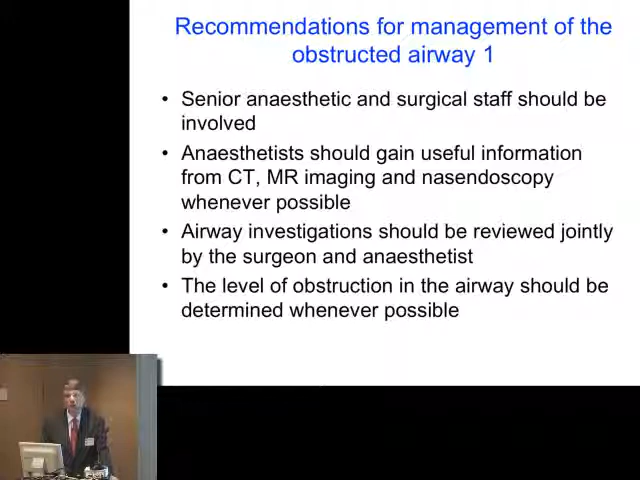 Recommendations for management of the
obstructed airway 1
• Senior anaesthetic and surgical staff should be
involved
• Anaesthetists should gain useful information
from CT, MR imaging and nasendoscopy
whenever possible
• Airway investigations should be reviewed jointly
by the surgeon and anaesthetist
• The level of obstruction in the airway should be
determined whenever possible